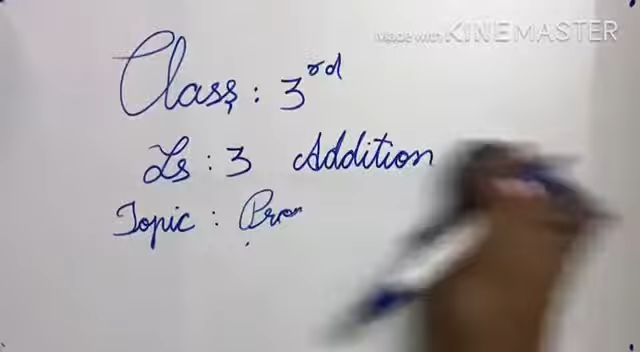 Made with KINEMASTER
Class : 3rd
Ls : 3 Addition
Topic :